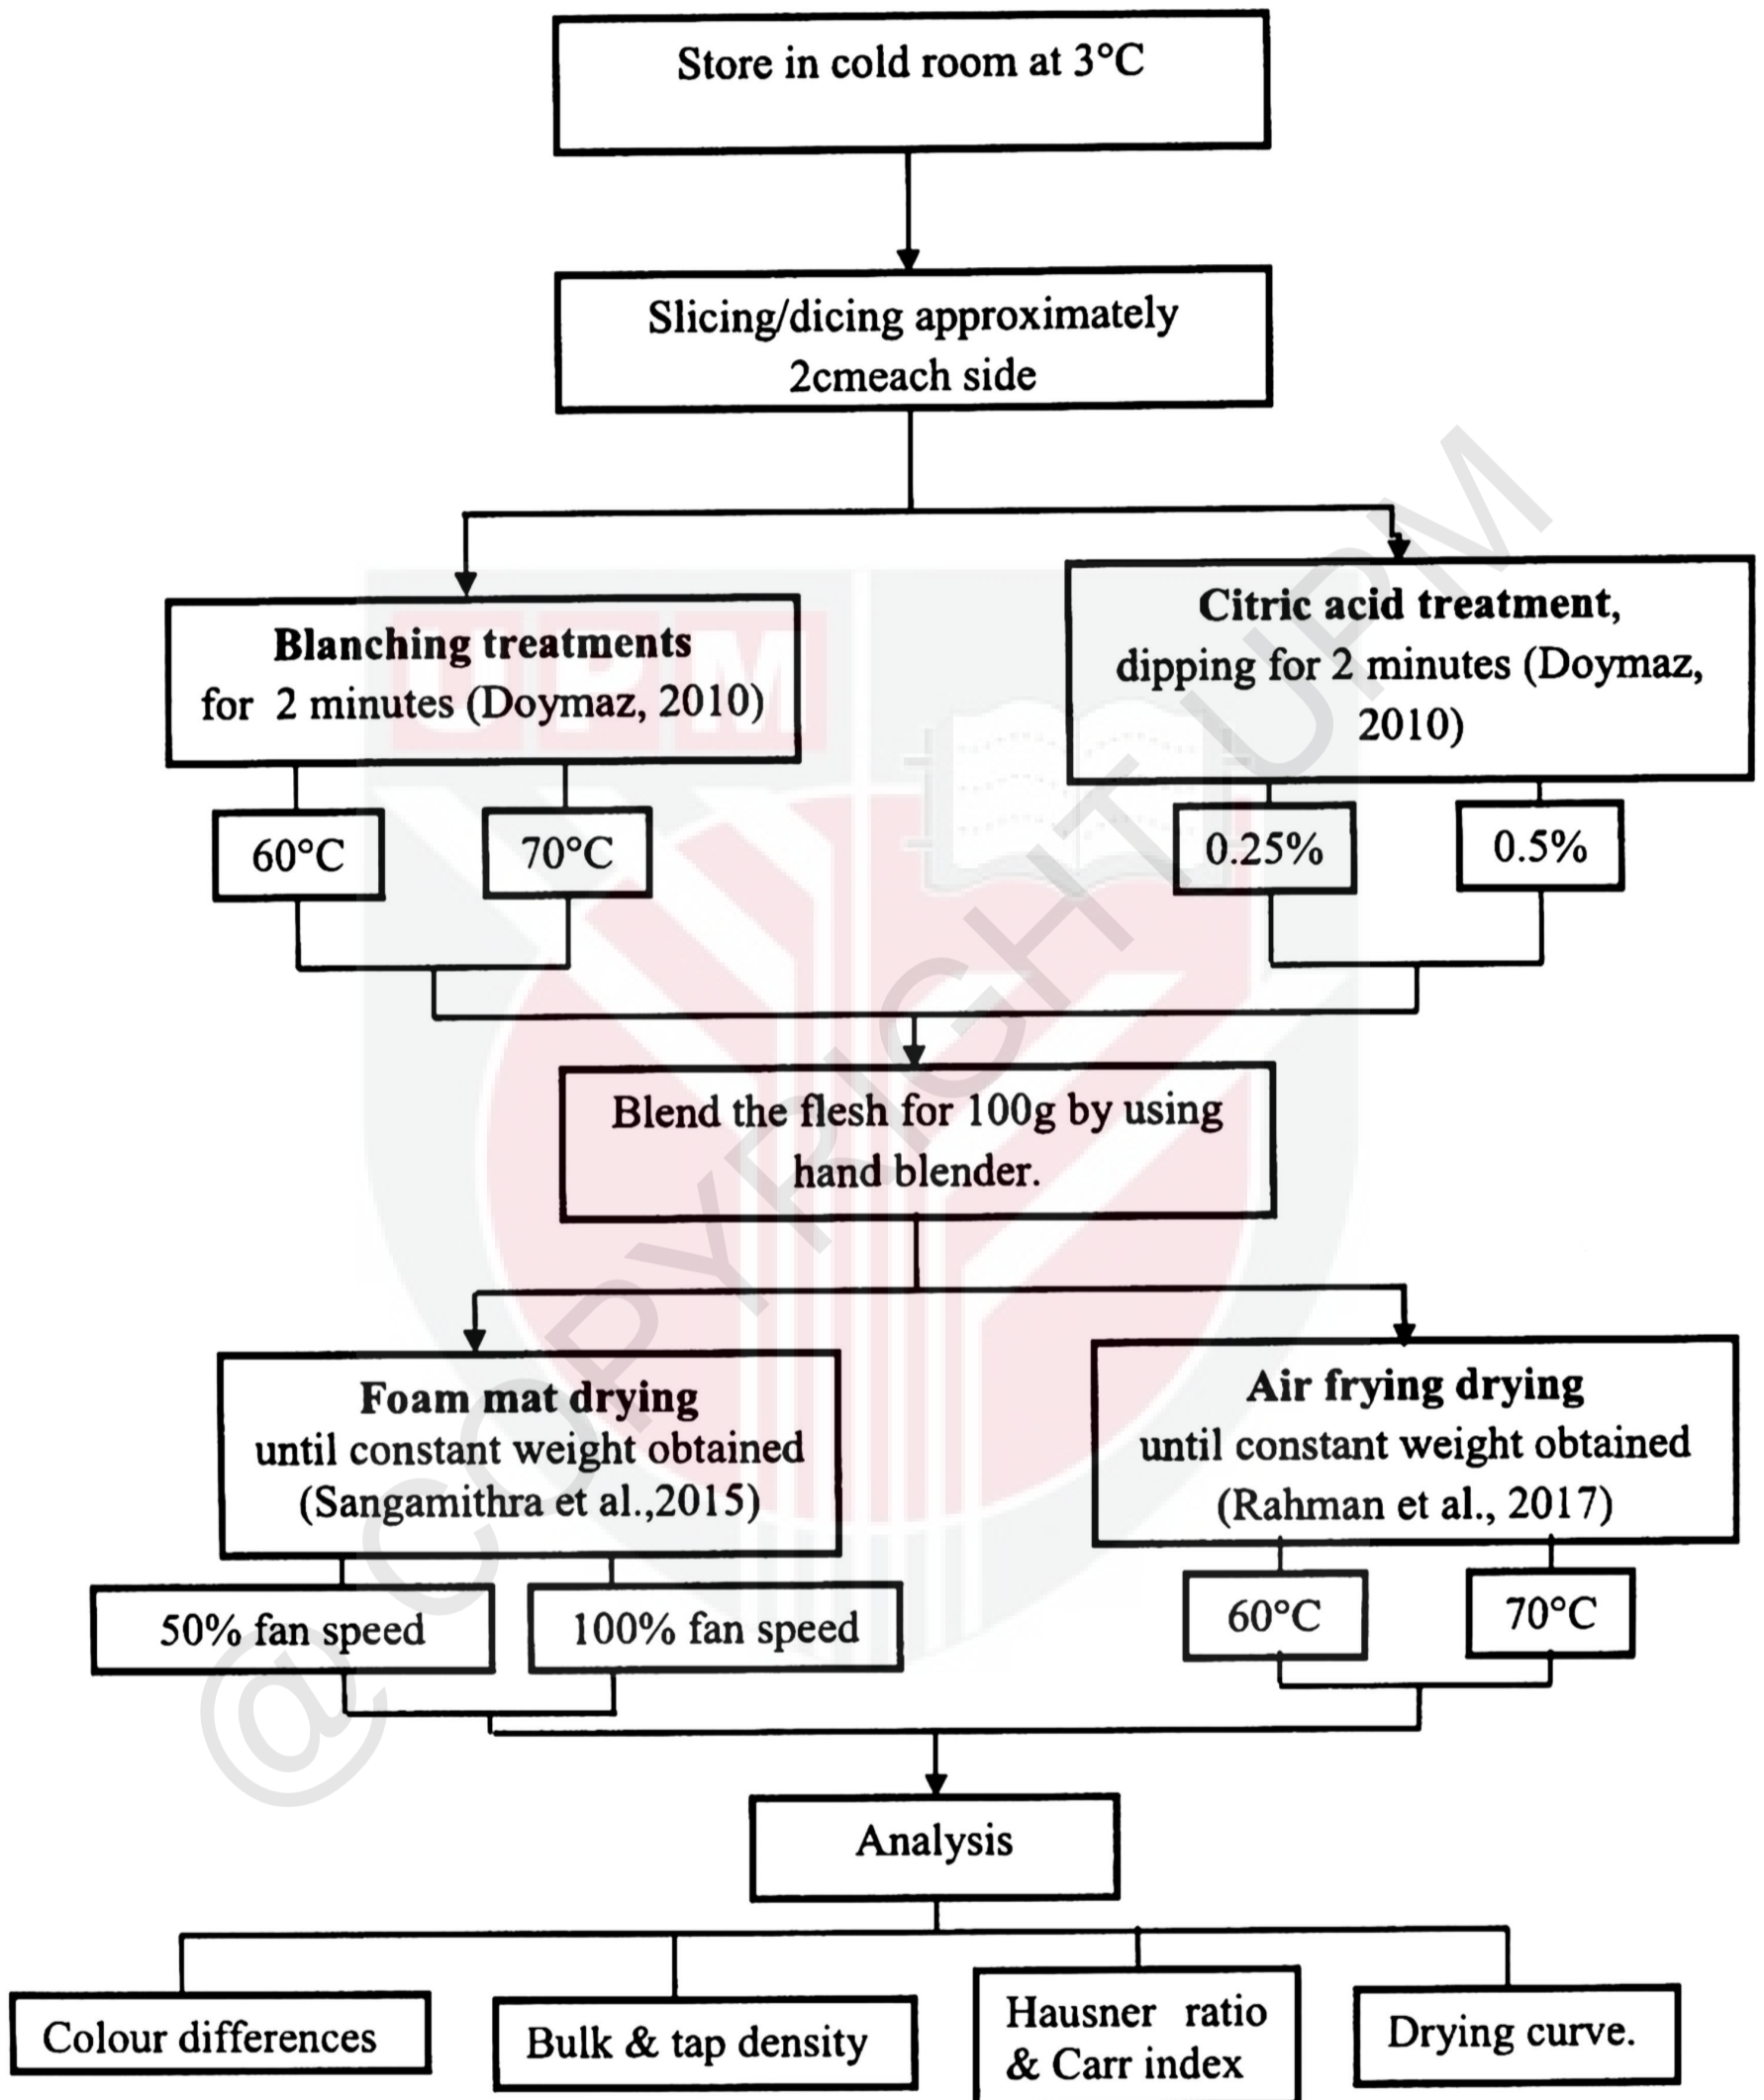 Store in cold room at 3°C
Slicing/dicing approximately
2cmeach side
Blanching treatments
for 2 minutes (Doymaz, 2010)
Citric acid treatment,
dipping for 2 minutes (Doymaz,
2010)
60°C
70°C
0.25%
0.5%
Blend the flesh for 100g by using
hand blender.
Foam mat drying
until constant weight obtained
(Sangamithra et al.,2015)
Air frying drying
until constant weight obtained
(Rahman et al., 2017)
50% fan speed
100% fan speed
60°C
70°C
Analysis
Colour differences
Bulk & tap density
Hausner ratio
& Carr index
Drying curve.
UPM
@ COPYRIGHT UPM